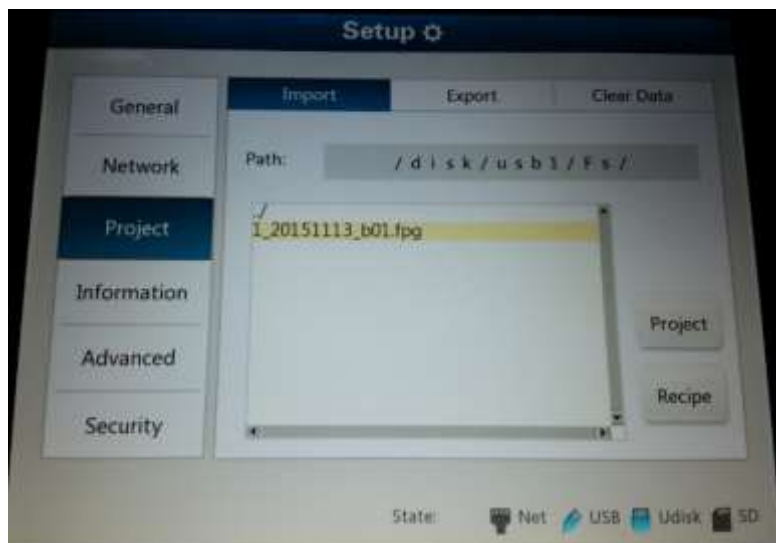 Setup
General
Network
Project
Information
Advanced
Security
Import Export Clear Data
Path: /disk/usb1/Fs/
./
1_20151113_b01.fpg
Project
Recipe
State: Net USB Udisk SD